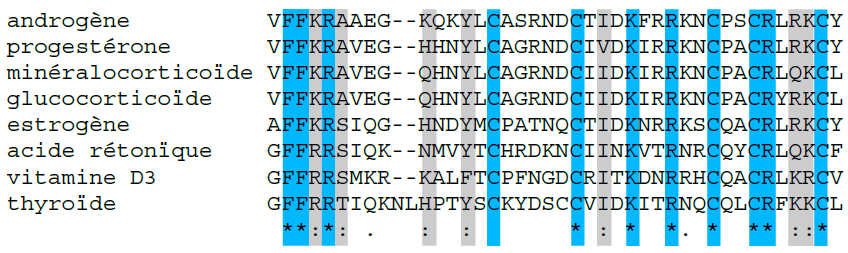 androgène VFFKRAAEG--KQKYLCASRNDCTIDKFRRKNCPSCRLRKCY
progestérone VFFKRAVEG--HHNYLCAGRNDCIVDKIRRKNCPACRLRKCY
minéralocorticoïde VFFKRAVEG--QHNYLCAGRNDCIIDKIRRKNCPACRLQKCL
glucocorticoïde VFFKRAVEG--QHNYLCAGRNDCIIDKIRRKNCPACRYRKCL
estrogène AFFKRSIQG--HNDYMCPATNQCTIDKNRRKSCQACRLRKCY
acide rétonïque GFFRRSIQK--NMVYTCHRDKNCIINKVTRNRCQYCRLQKCF
vitamine D3 GFFRRSMKR--KALFTCPFNGDCRITKDNRRHCQACRLKRCV
thyroïde GFFRRTIQKNLHPTYSCKYDSCCVIDKITRNQCQLCRFKKCL
**:*: . : : * * : * *. * ** ::*